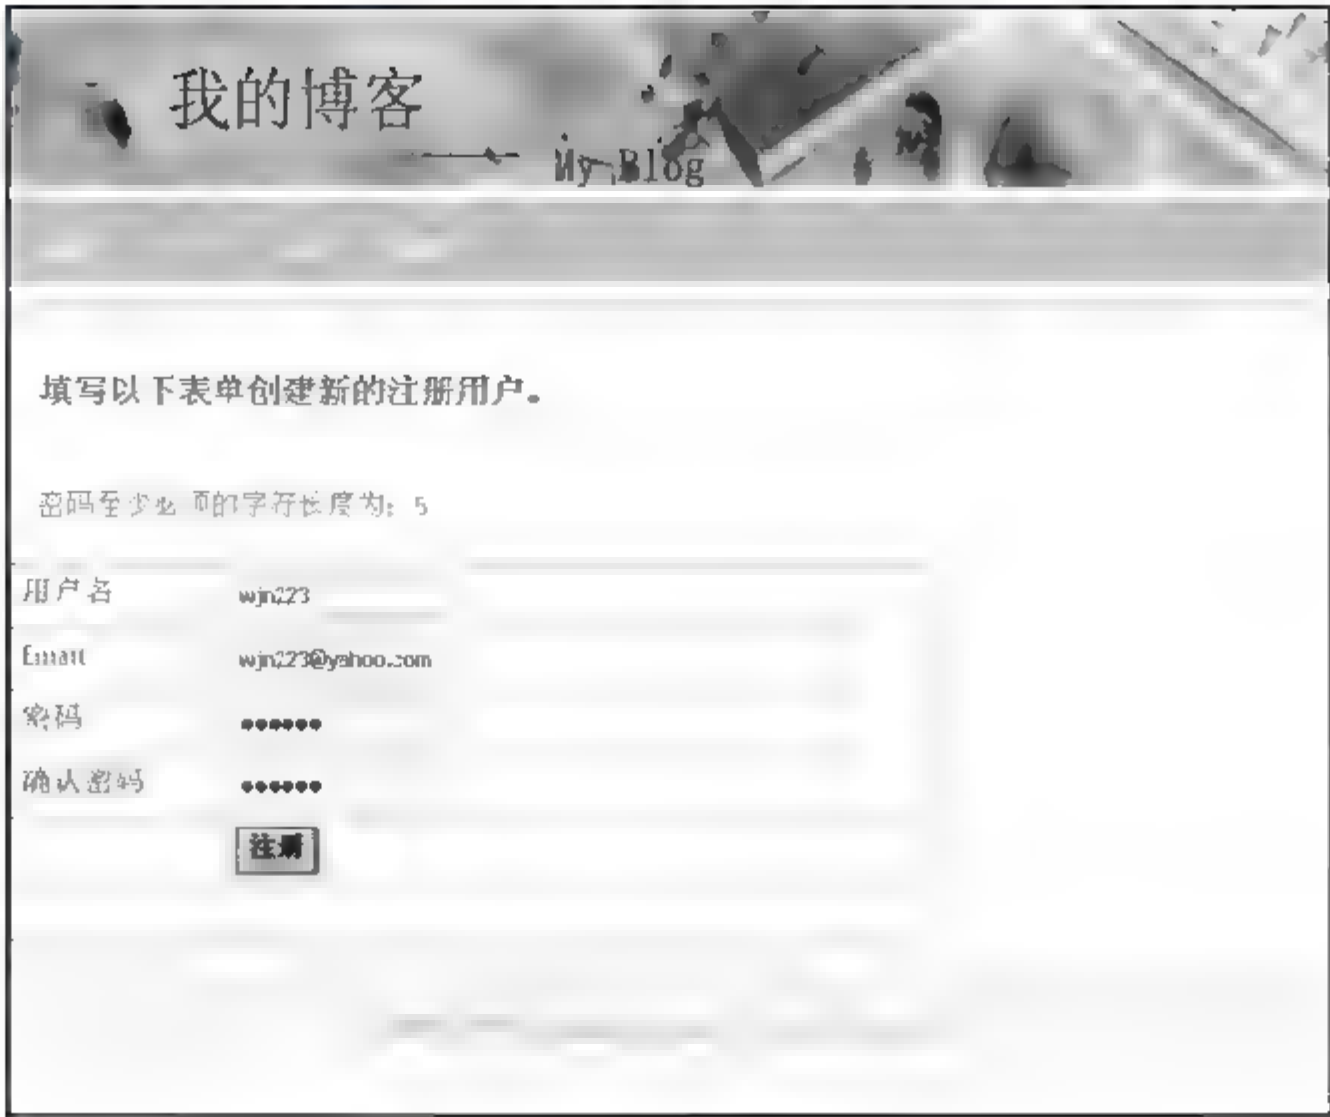 我的博客
My Blog
填写以下表单创建新的注册用户。
密码至少必须的字符长度为: 5
用户名 wjn223
Email wjn223@yahoo.com
密码 ●●●●●●
确认密码 ●●●●●●
注册